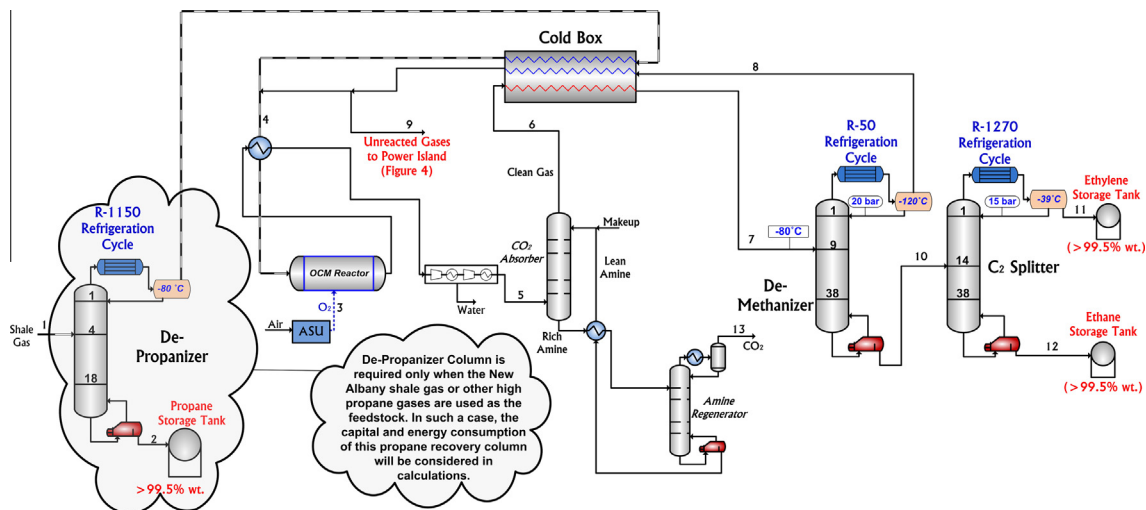 Cold Box
8
6
4
9
Unreacted Gases
to Power Island
(Figure 4)
Clean Gas
R-50
Refrigeration
Cycle
R-1270
Refrigeration
Cycle
Ethylene
Storage Tank
-120°C
-39°C
20 bar
15 bar
11
1
1
(>99.5% wt.)
R-1150
Refrigeration
Cycle
-80 °C
CO₂
Absorber
Makeup
Lean
Amine
7
-80°C
9
10
14
C₂ Splitter
OCM Reactor
O₂
3
Air
ASU
5
Water
De-
Methanizer
38
38
Shale
Gas
1
1
4
De-
Propanizer
18
Rich
Amine
13
CO₂
Ethane
Storage Tank
12
(>99.5% wt.)
De-Propanizer Column is
required only when the New
Albany shale gas or other high
propane gases are used as the
feedstock. In such a case, the
capital and energy consumption
of this propane recovery column
will be considered in
calculations.
Propane
Storage Tank
2
>99.5% wt.
Amine
Regenerator